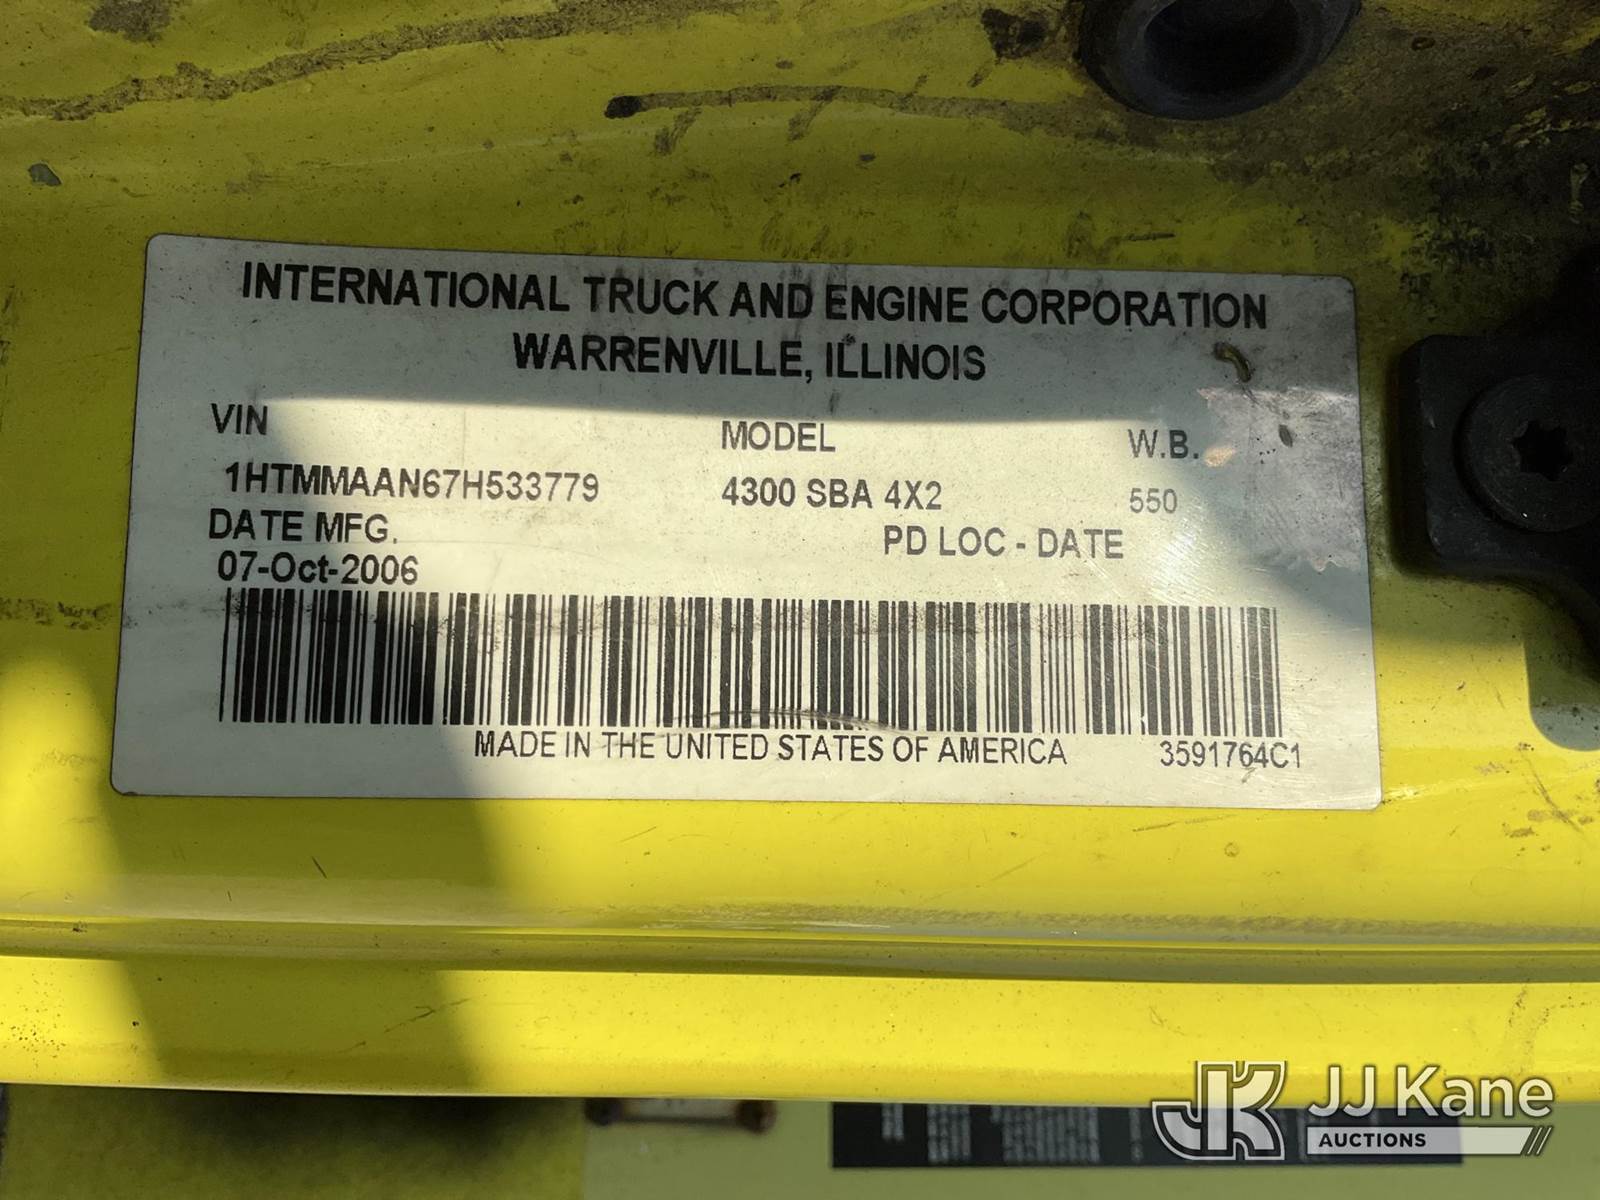 INTERNATIONAL TRUCK AND ENGINE CORPORATION
WARRENVILLE, ILLINOIS
VIN MODEL W.B.
1HTMMAAN67H533779 4300 SBA 4X2 550
DATE MFG. PD LOC - DATE
07-Oct-2006
MADE IN THE UNITED STATES OF AMERICA 3591764C1
JK JJ Kane
AUCTIONS